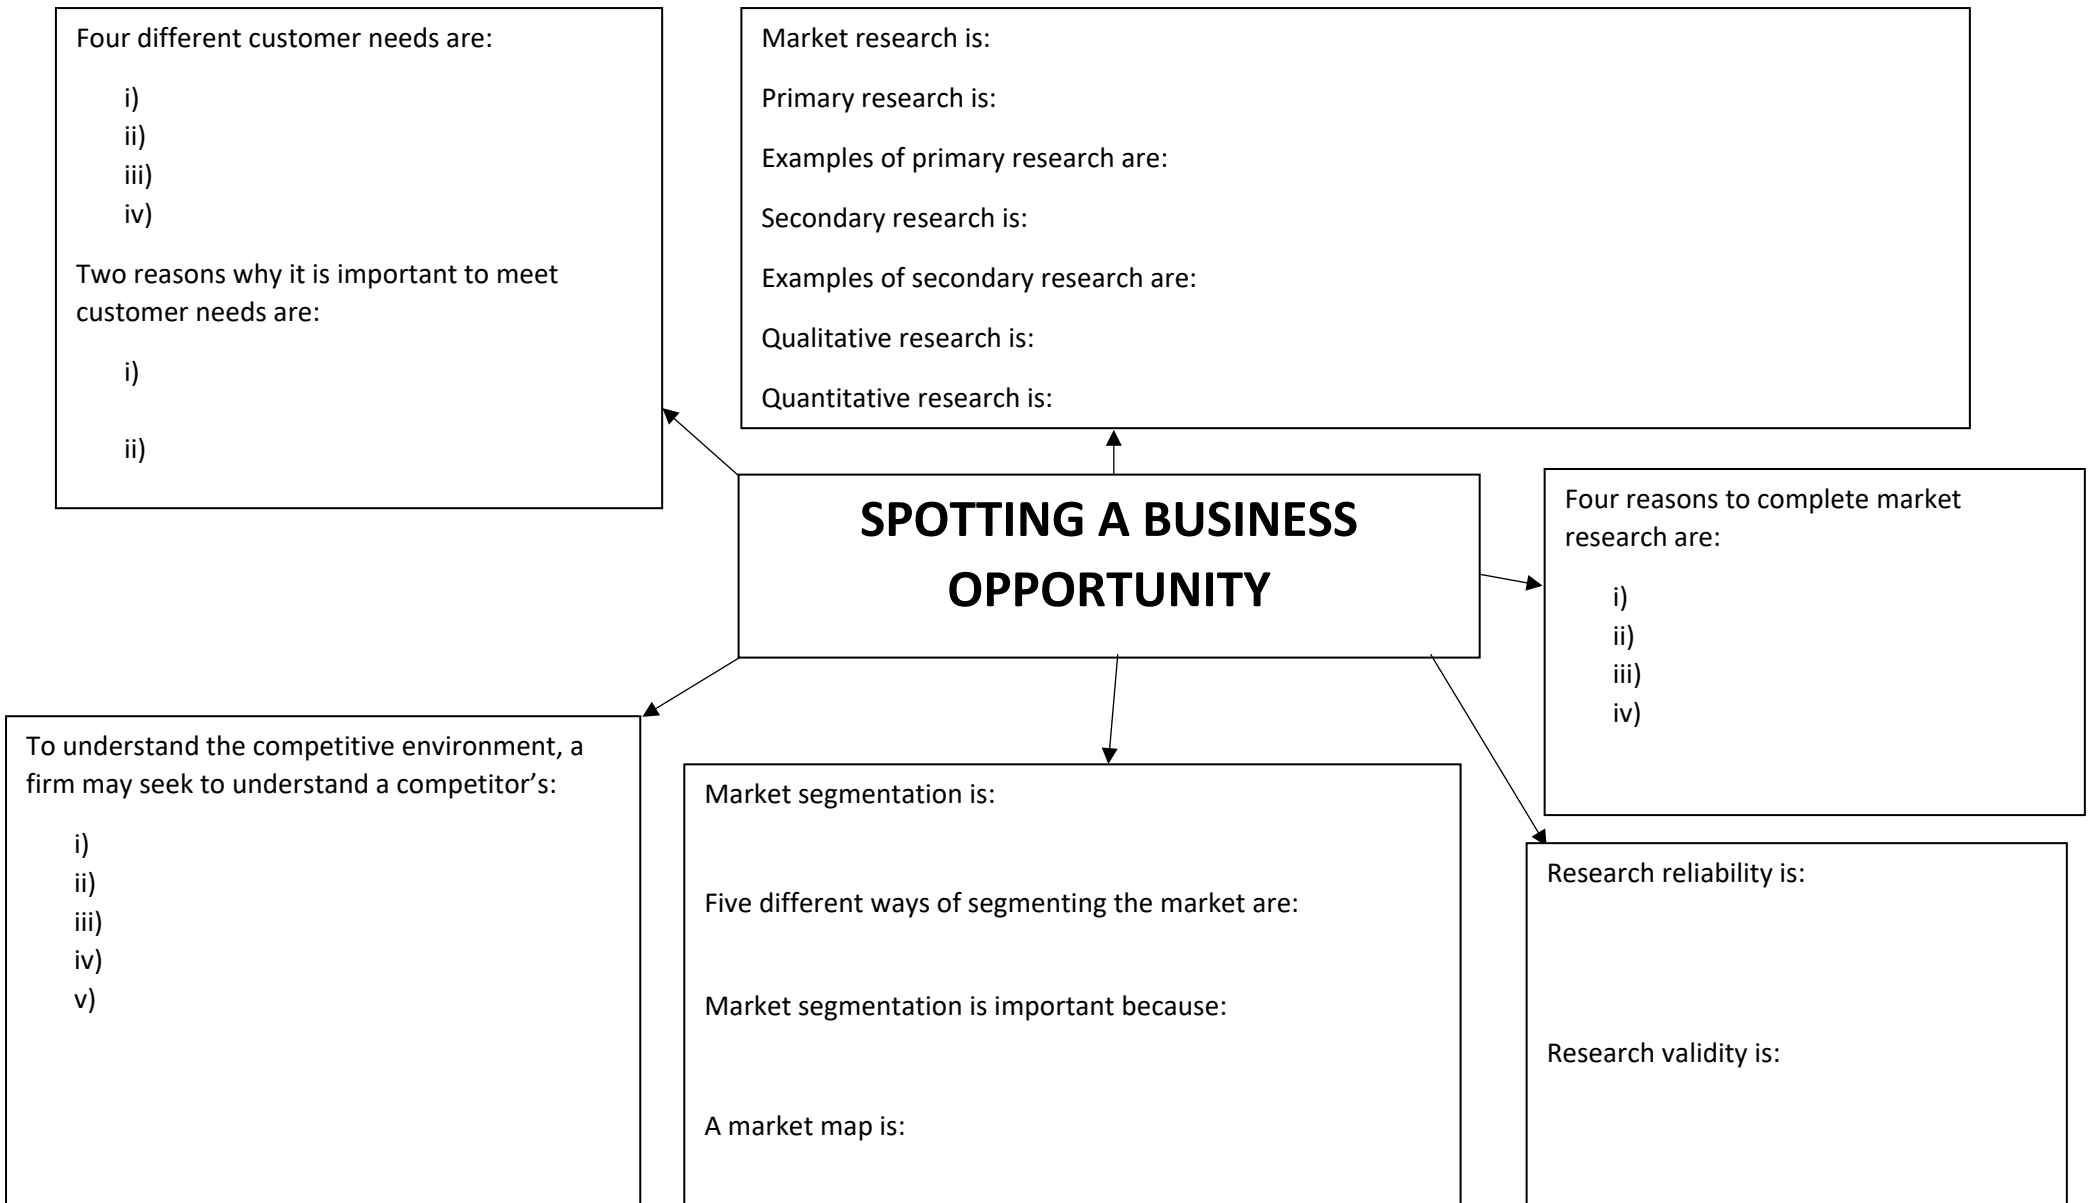 Four different customer needs are:
i)
ii)
iii)
iv)
Two reasons why it is important to meet
customer needs are:
i)
ii)
Market research is:
Primary research is:
Examples of primary research are:
Secondary research is:
Examples of secondary research are:
Qualitative research is:
Quantitative research is:
SPOTTING A BUSINESS
OPPORTUNITY
Four reasons to complete market
research are:
i)
ii)
iii)
iv)
To understand the competitive environment, a
firm may seek to understand a competitor’s:
i)
ii)
iii)
iv)
v)
Market segmentation is:
Five different ways of segmenting the market are:
Market segmentation is important because:
A market map is:
Research reliability is:
Research validity is: